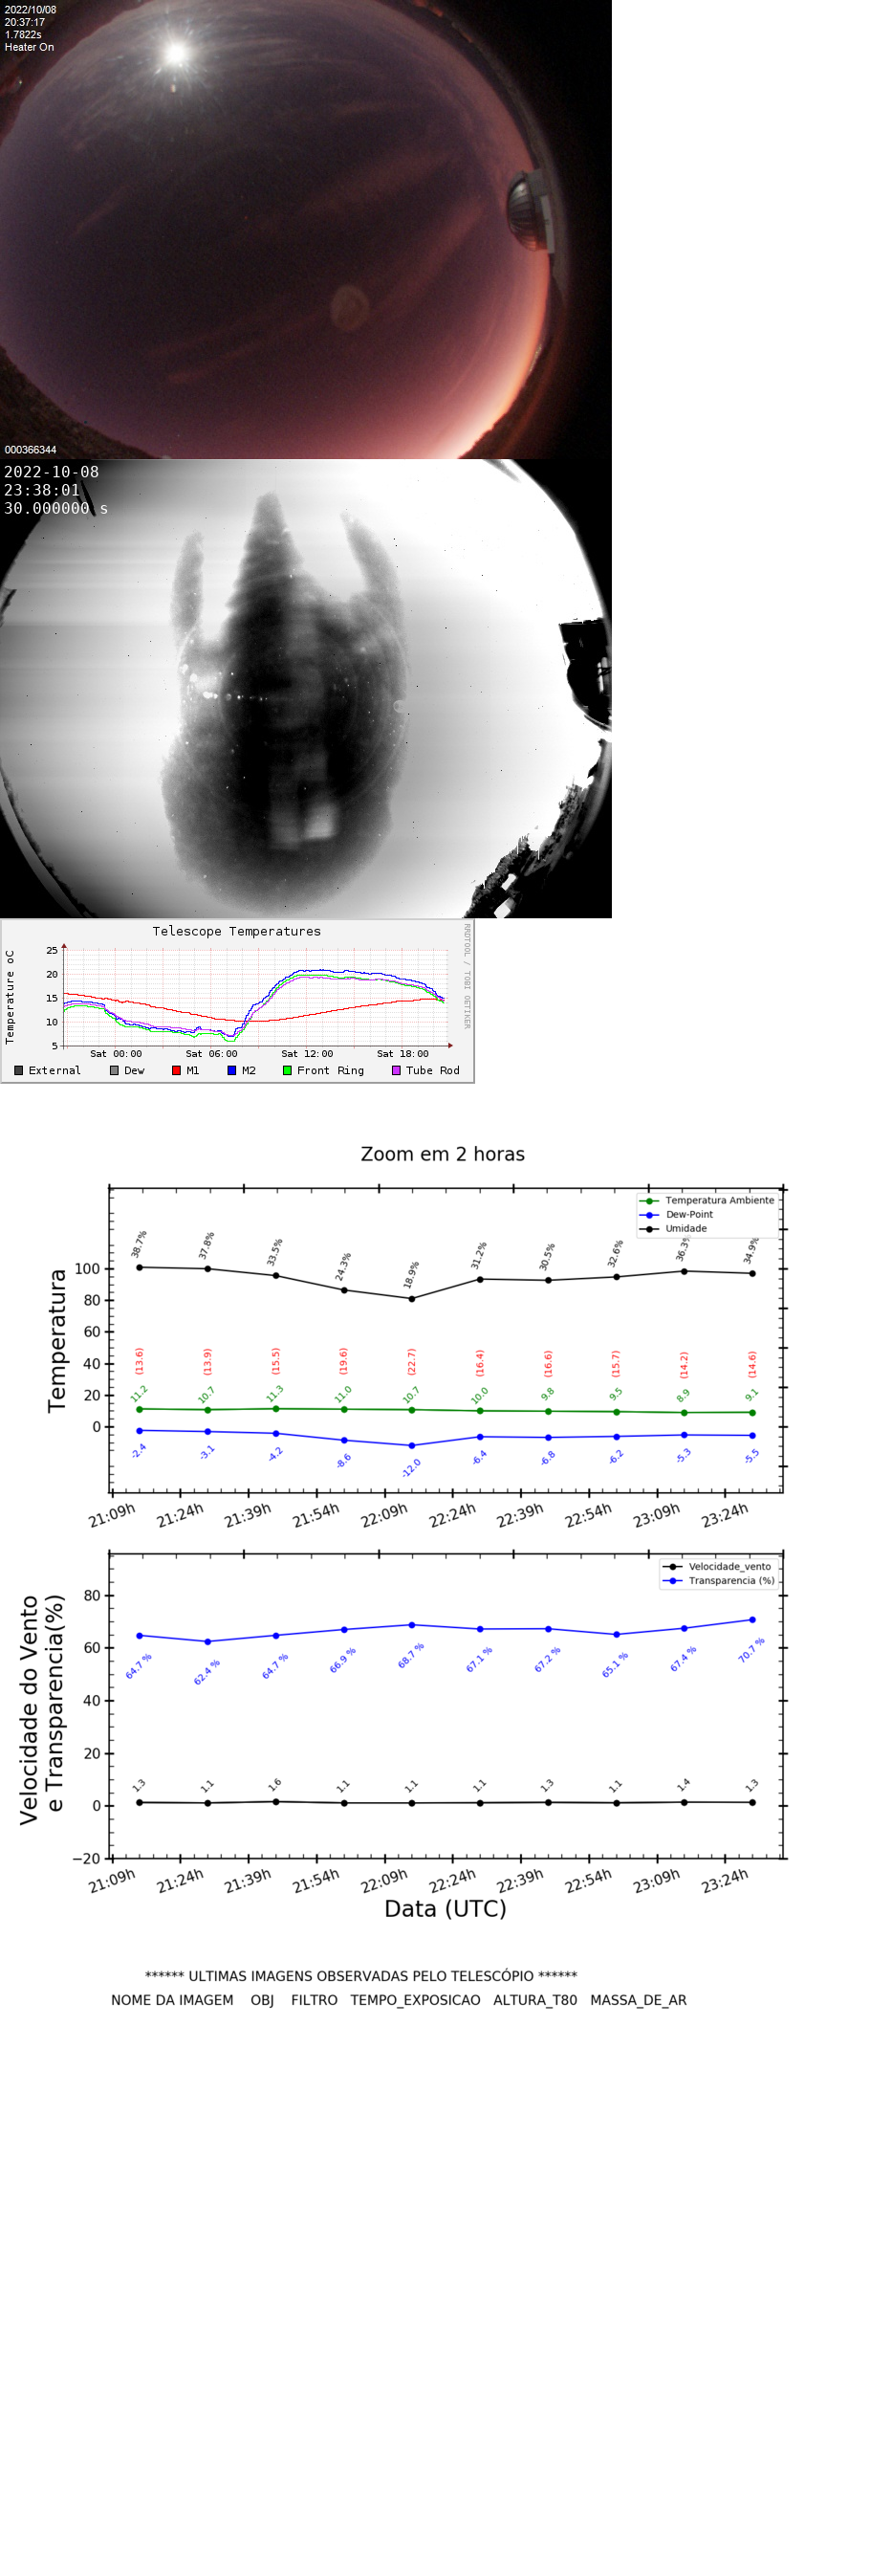 2022/10/08
20:37:17
1.7822s
Heater On
000366344
2022-10-08
23:38:01
30.000000 s
Telescope Temperatures
RRDTOOL / TOBI OETIKER
Temperature oC
25
20
15
10
5
Sat 00:00 Sat 06:00 Sat 12:00 Sat 18:00
External Dew M1 M2 Front Ring Tube Rod
Zoom em 2 horas
Temperatura Ambiente
Dew-Point
Umidade
Temperatura
100
80
60
40
20
0
38.7% 37.8% 33.5% 24.3% 18.9% 31.2% 30.5% 32.6% 36.3% 34.9%
(13.6) (13.9) (15.5) (19.6) (22.7) (16.4) (16.6) (15.7) (14.2) (14.6)
11.2 10.7 11.3 11.0 10.7 10.0 9.8 9.5 8.9 9.1
-2.4 -3.1 -4.2 -8.6 -12.0 -6.4 -6.8 -6.2 -5.3 -5.5
21:09h 21:24h 21:39h 21:54h 22:09h 22:24h 22:39h 22:54h 23:09h 23:24h
Velocidade_vento
Transparencia (%)
Velocidade do Vento
e Transparencia(%)
80
60
40
20
0
−20
64.7 % 62.4 % 64.7 % 66.9 % 68.7 % 67.1 % 67.2 % 65.1 % 67.4 % 70.7 %
1.3 1.1 1.6 1.1 1.1 1.1 1.3 1.1 1.4 1.3
21:09h 21:24h 21:39h 21:54h 22:09h 22:24h 22:39h 22:54h 23:09h 23:24h
Data (UTC)
****** ULTIMAS IMAGENS OBSERVADAS PELO TELESCÓPIO ******
NOME DA IMAGEM OBJ FILTRO TEMPO_EXPOSICAO ALTURA_T80 MASSA_DE_AR